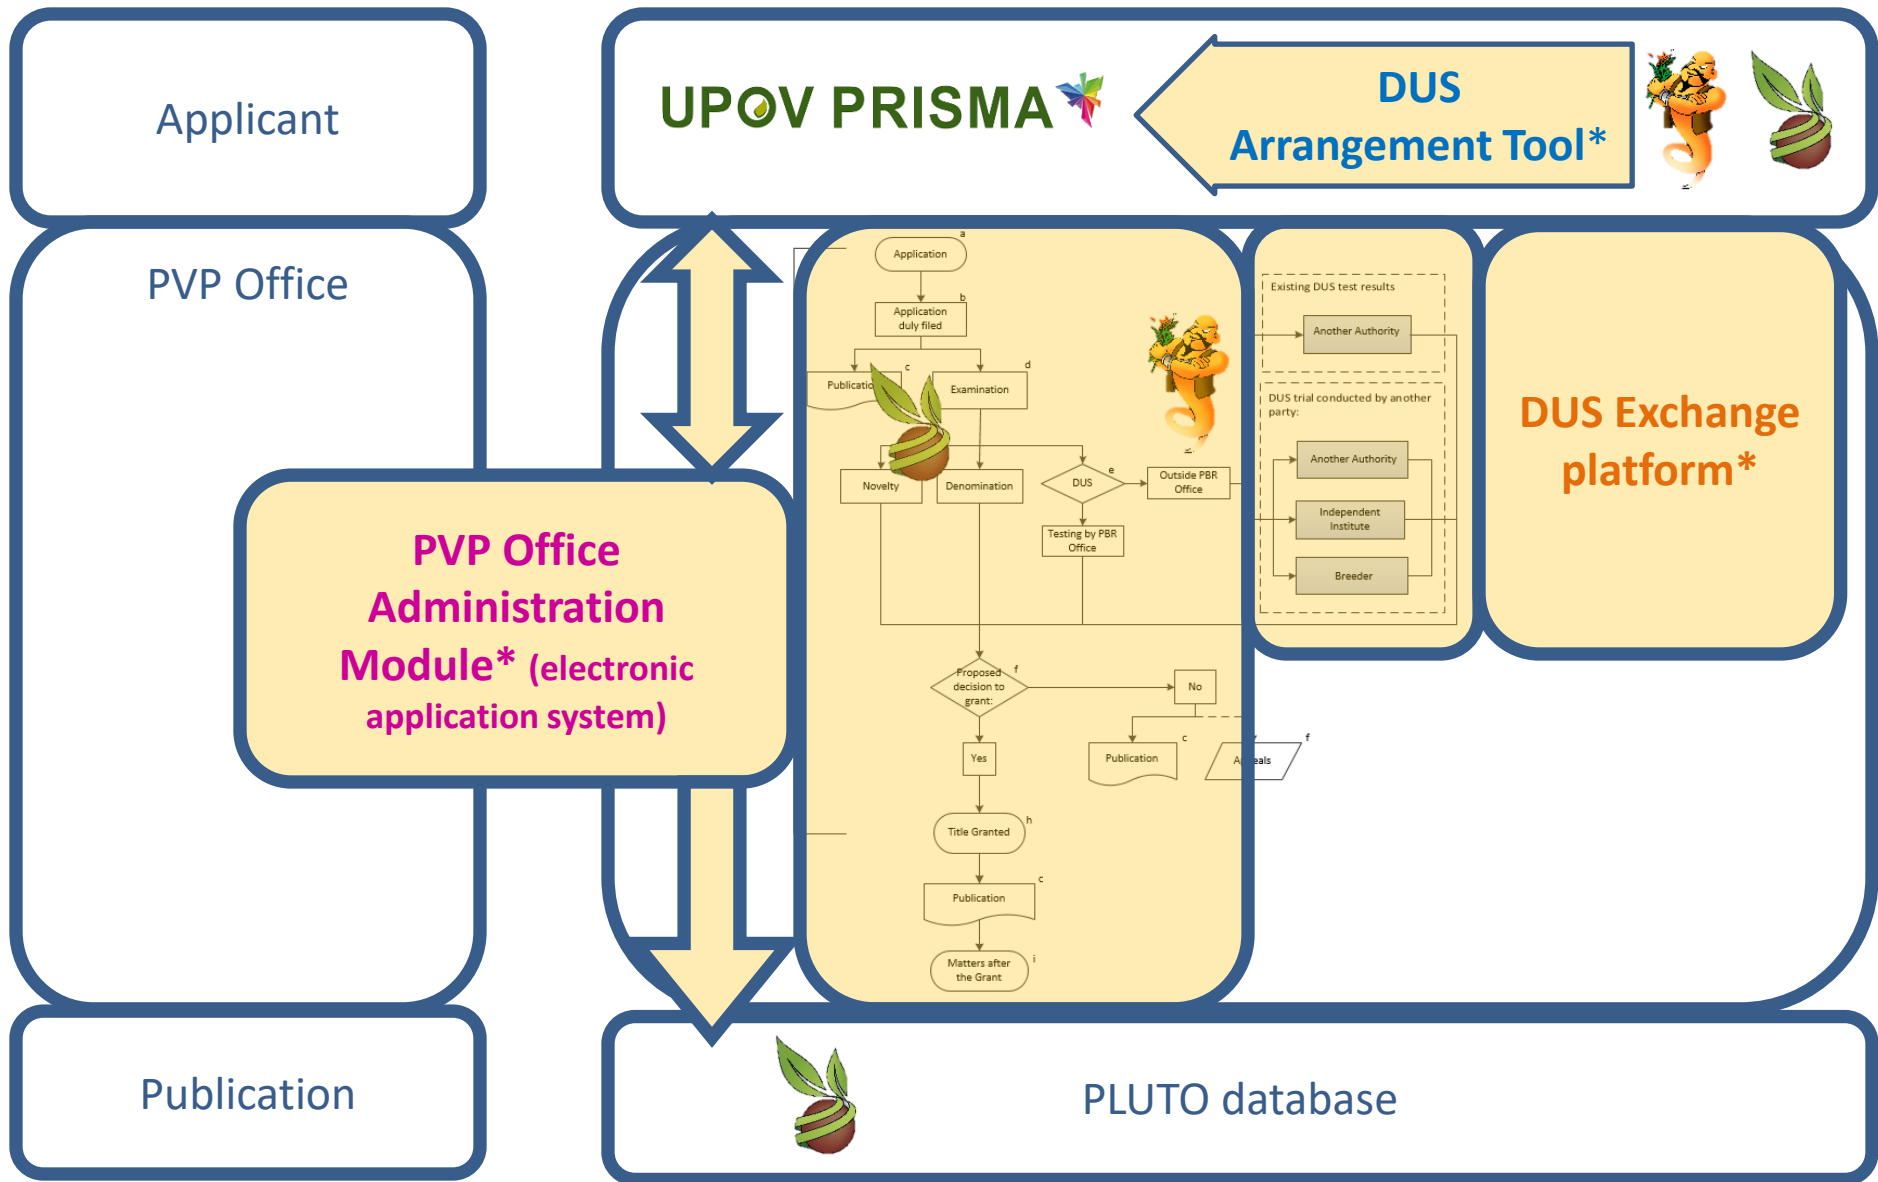 Applicant
UPOV PRISMA
DUS
Arrangement Tool*
PVP Office
PVP Office
Administration
Module* (electronic
application system)
a
Application
b
Application
duly filed
c
Publication
d
Examination
Novelty
Denomination
e
DUS
Outside PBR
Office
Testing by PBR
Office
Existing DUS test results
Another Authority
DUS trial conducted by another
party:
Another Authority
Independent
Institute
Breeder
DUS Exchange
platform*
f
Proposed
decision to
grant:
No
Yes
c
Publication
f
Appeals
h
Title Granted
c
Publication
i
Matters after
the Grant
Publication
PLUTO database